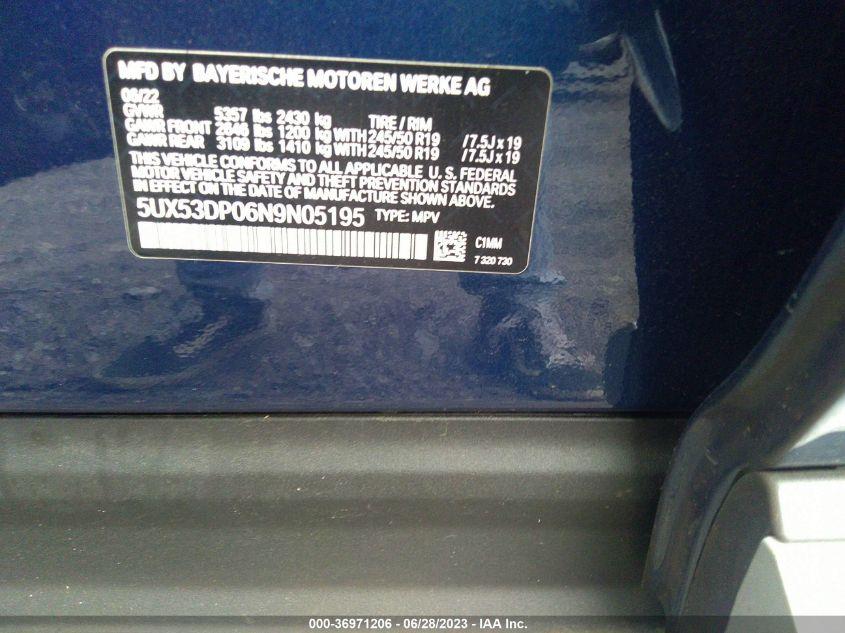 MFD BY BAYERISCHE MOTOREN WERKE AG
06/22
GVWR 5357 lbs 2430 kg TIRE / RIM
GAWR FRONT 2646 lbs 1200 kg WITH 245/50 R19 / 7.5J x 19
GAWR REAR 3109 lbs 1410 kg WITH 245/50 R19 / 7.5J x 19
THIS VEHICLE CONFORMS TO ALL APPLICABLE U. S. FEDERAL
MOTOR VEHICLE SAFETY AND THEFT PREVENTION STANDARDS
IN EFFECT ON THE DATE OF MANUFACTURE SHOWN ABOVE.
5UX53DP06N9N05195 TYPE: MPV
C1MM
7 320 730
000-36971206 - 06/28/2023 - IAA Inc.